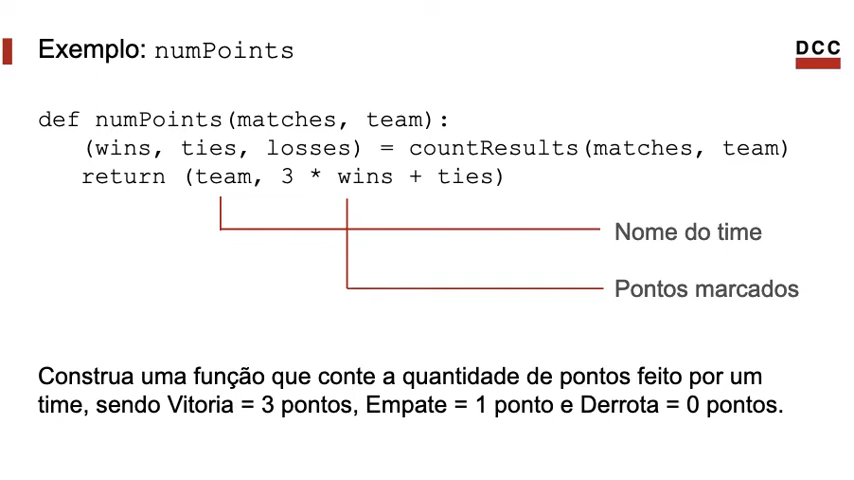 Exemplo: numPoints
DCC
def numPoints(matches, team):
(wins, ties, losses) = countResults(matches, team)
return (team, 3 * wins + ties)
Nome do time
Pontos marcados
Construa uma função que conte a quantidade de pontos feito por um
time, sendo Vitoria = 3 pontos, Empate = 1 ponto e Derrota = 0 pontos.